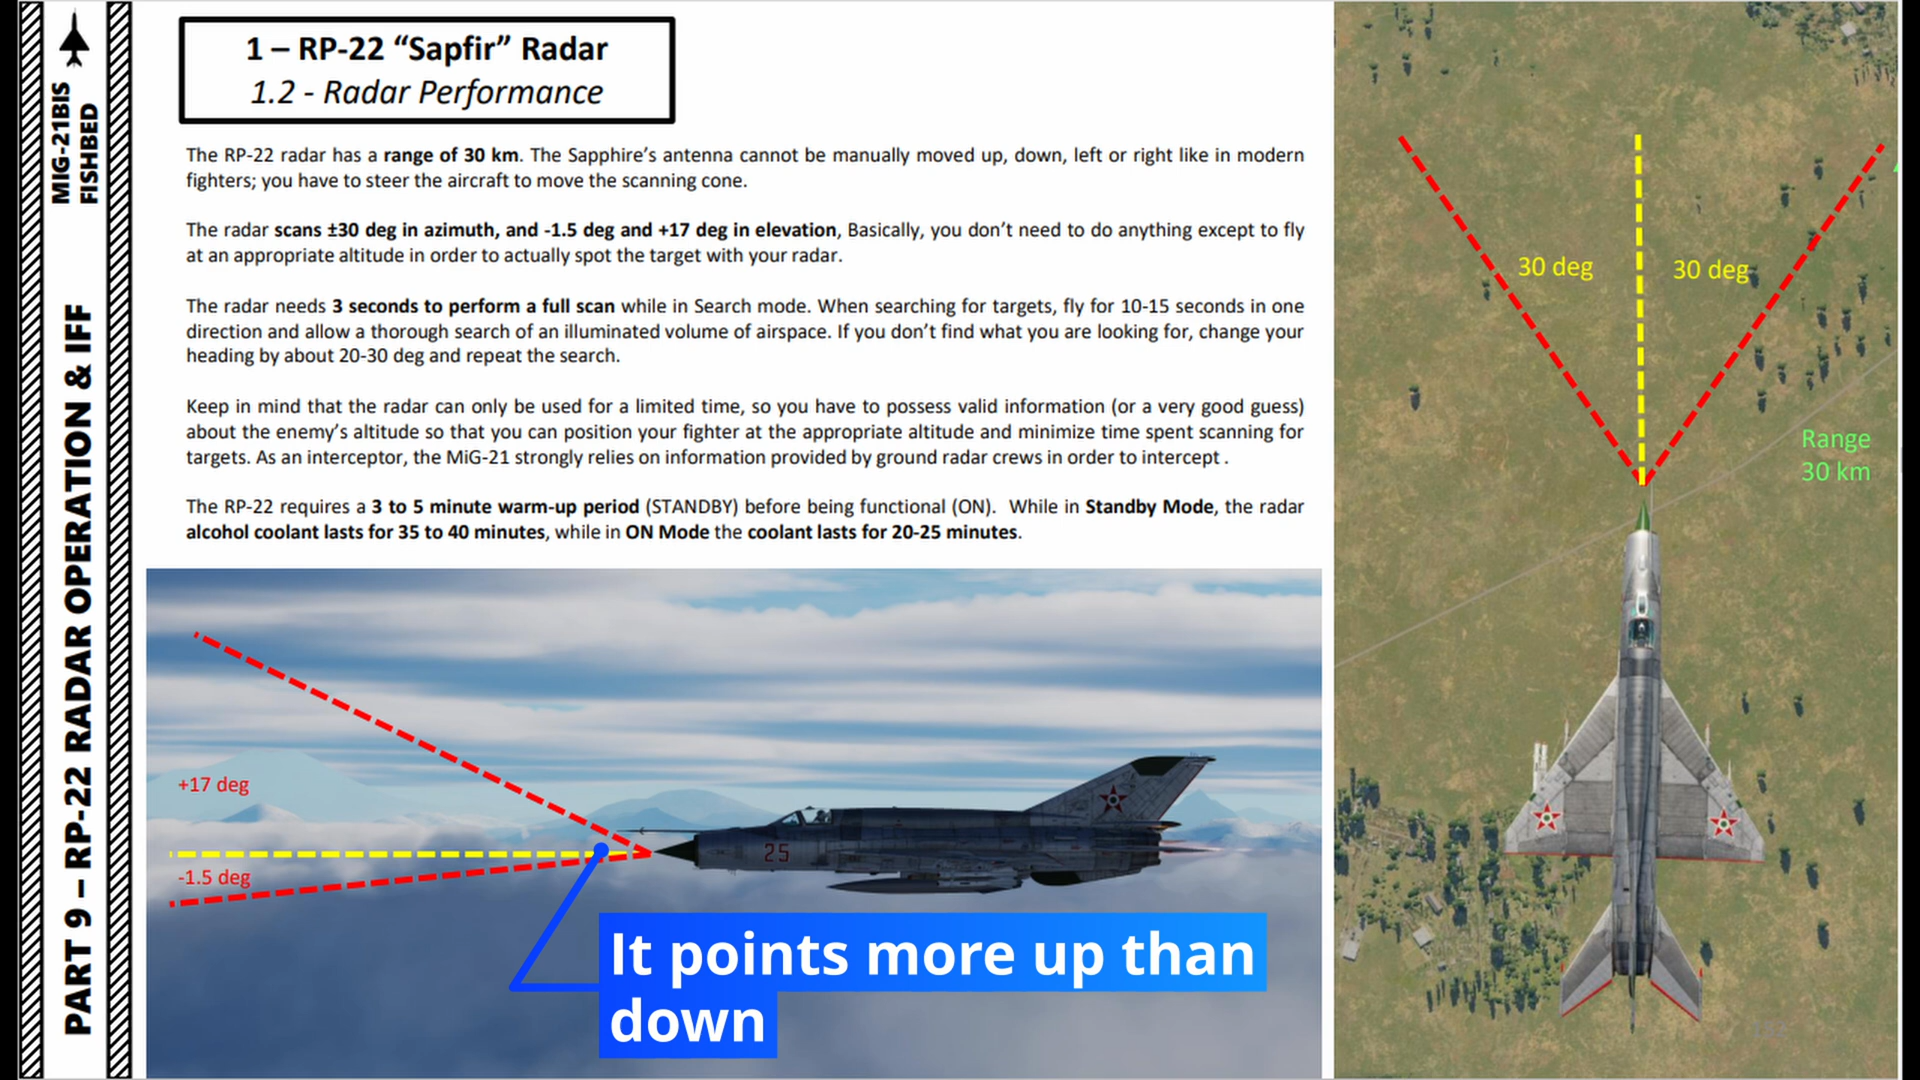 MIG-21BIS
FISHBED
PART 9 – RP-22 RADAR OPERATION & IFF
1 – RP-22 “Sapfir” Radar
1.2 - Radar Performance
The RP-22 radar has a range of 30 km. The Sapphire’s antenna cannot be manually moved up, down, left or right like in modern
fighters; you have to steer the aircraft to move the scanning cone.
The radar scans ±30 deg in azimuth, and -1.5 deg and +17 deg in elevation, Basically, you don’t need to do anything except to fly
at an appropriate altitude in order to actually spot the target with your radar.
The radar needs 3 seconds to perform a full scan while in Search mode. When searching for targets, fly for 10-15 seconds in one
direction and allow a thorough search of an illuminated volume of airspace. If you don’t find what you are looking for, change your
heading by about 20-30 deg and repeat the search.
Keep in mind that the radar can only be used for a limited time, so you have to possess valid information (or a very good guess)
about the enemy’s altitude so that you can position your fighter at the appropriate altitude and minimize time spent scanning for
targets. As an interceptor, the MiG-21 strongly relies on information provided by ground radar crews in order to intercept .
The RP-22 requires a 3 to 5 minute warm-up period (STANDBY) before being functional (ON). While in Standby Mode, the radar
alcohol coolant lasts for 35 to 40 minutes, while in ON Mode the coolant lasts for 20-25 minutes.
+17 deg
-1.5 deg
25
It points more up than
down
30 deg
30 deg
Range
30 km